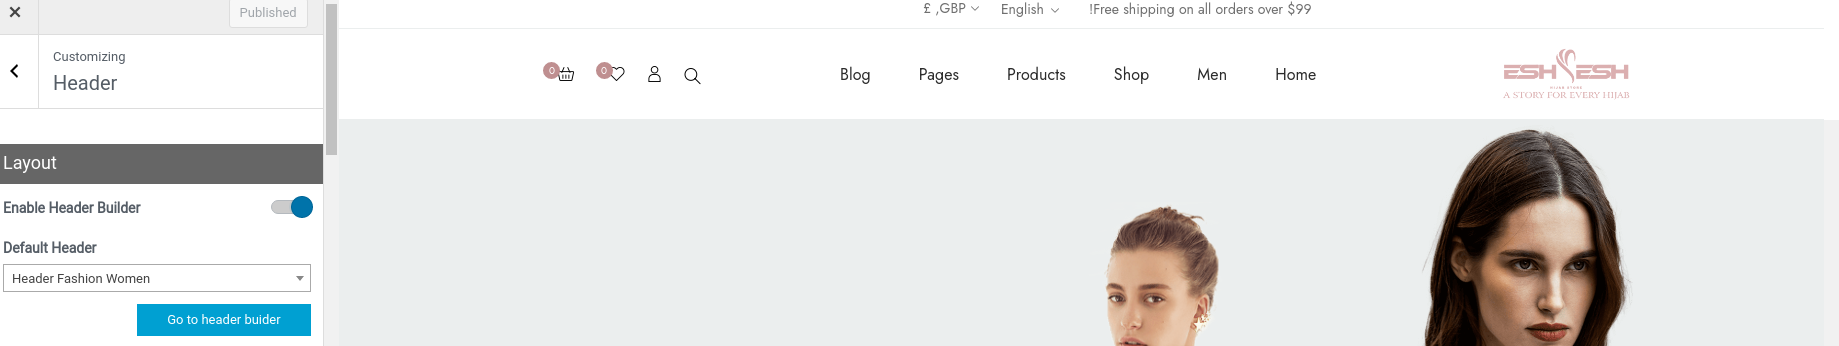 Published
Customizing
Header
Layout
Enable Header Builder
Default Header
Header Fashion Women
Go to header buider
£ ,GBP
English
!Free shipping on all orders over $99
0
0
Blog
Pages
Products
Shop
Men
Home
ESH ESH
HIJAB STORE
A STORY FOR EVERY HIJAB